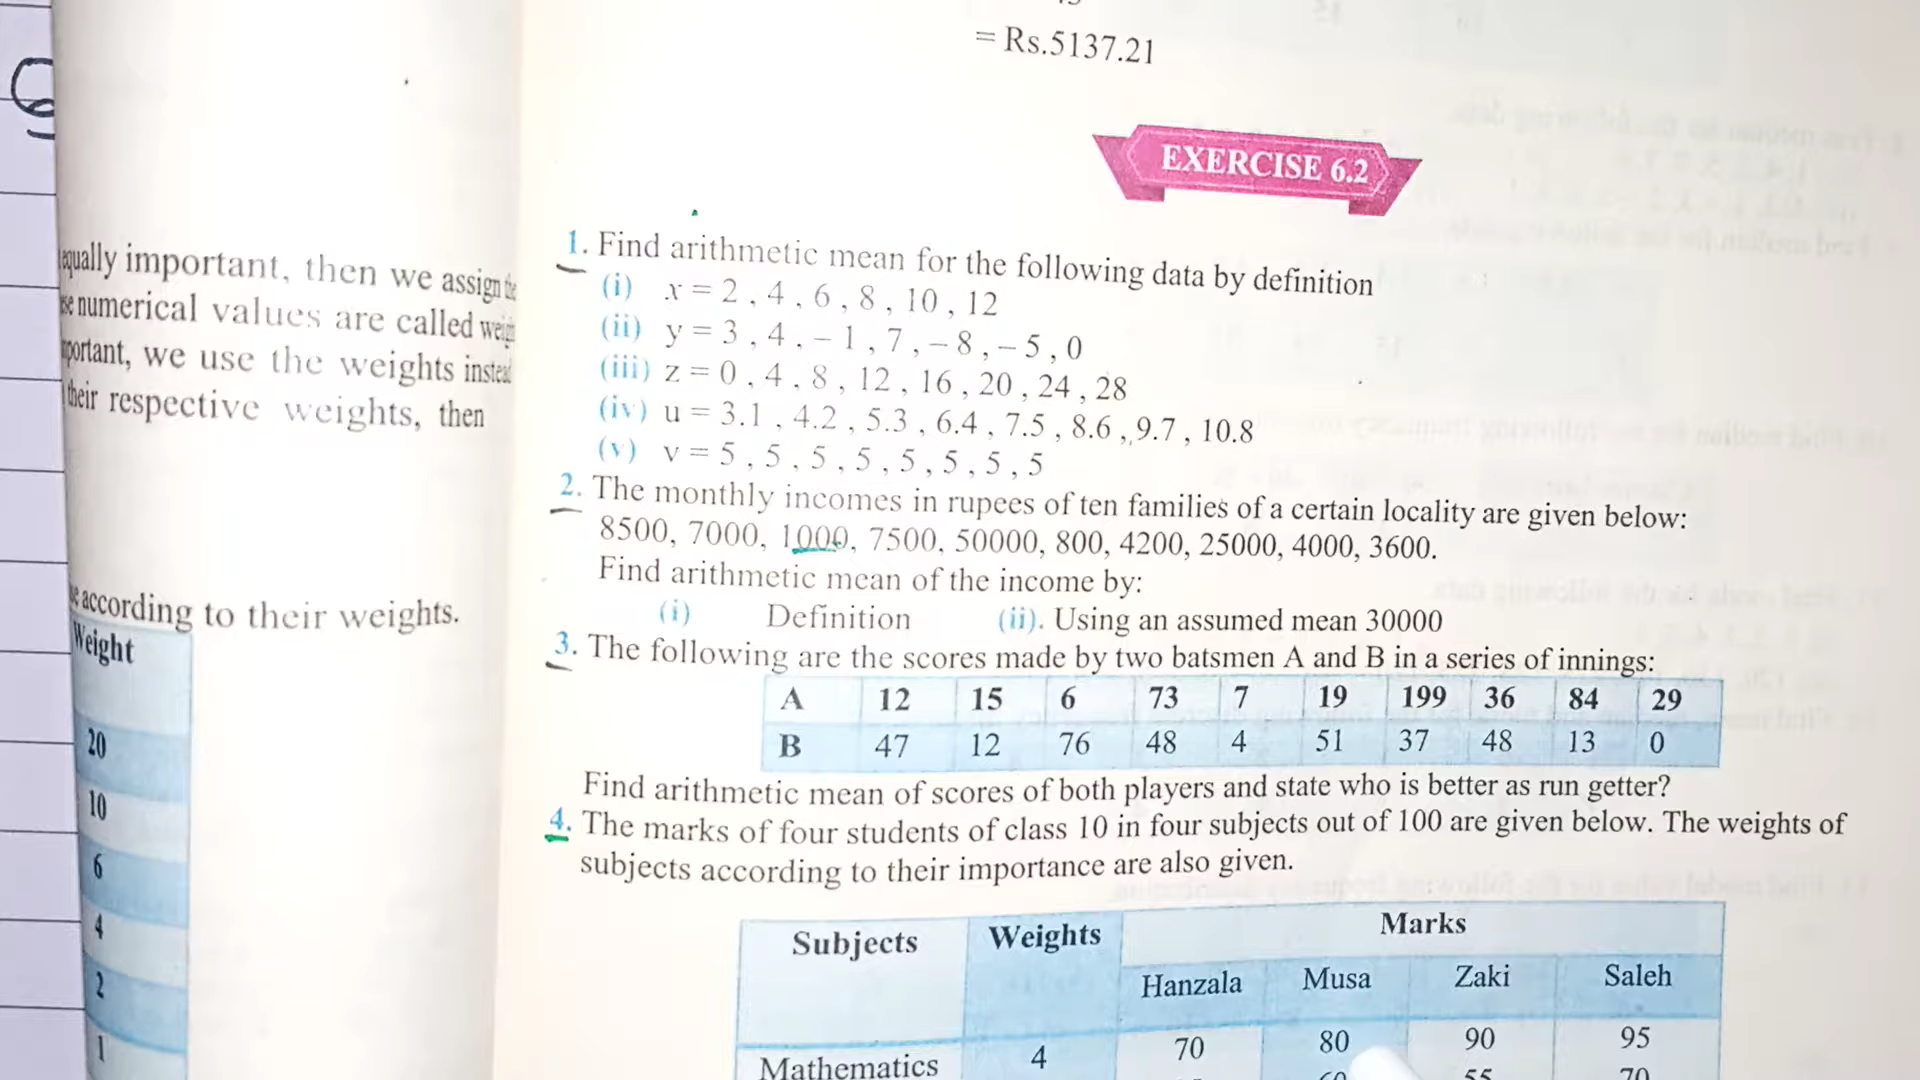 = Rs.5137.21
EXERCISE 6.2
equally important, then we assign the
numerical values are called
we use the weights instead
their respective weights, then
according to their weights.
Weight
20
10
6
4
2
1
1. Find arithmetic mean for the following data by definition
(i) x = 2 , 4 , 6 , 8 , 10 , 12
(ii) y = 3 , 4 , – 1 , 7 , – 8 , – 5 , 0
(iii) z = 0 , 4 , 8 , 12 , 16 , 20 , 24 , 28
(iv) u = 3.1 , 4.2 , 5.3 , 6.4 , 7.5 , 8.6 , 9.7 , 10.8
(v) v = 5 , 5 , 5 , 5 , 5 , 5 , 5 , 5
2. The monthly incomes in rupees of ten families of a certain locality are given below:
8500, 7000, 1000, 7500, 50000, 800, 4200, 25000, 4000, 3600.
Find arithmetic mean of the income by:
(i) Definition (ii). Using an assumed mean 30000
3. The following are the scores made by two batsmen A and B in a series of innings:
A 12 15 6 73 7 19 199 36 84 29
B 47 12 76 48 4 51 37 48 13 0
Find arithmetic mean of scores of both players and state who is better as run getter?
4. The marks of four students of class 10 in four subjects out of 100 are given below. The weights of
subjects according to their importance are also given.
Subjects Weights Marks
Hanzala Musa Zaki Saleh
Mathematics 4 70 80 90 95